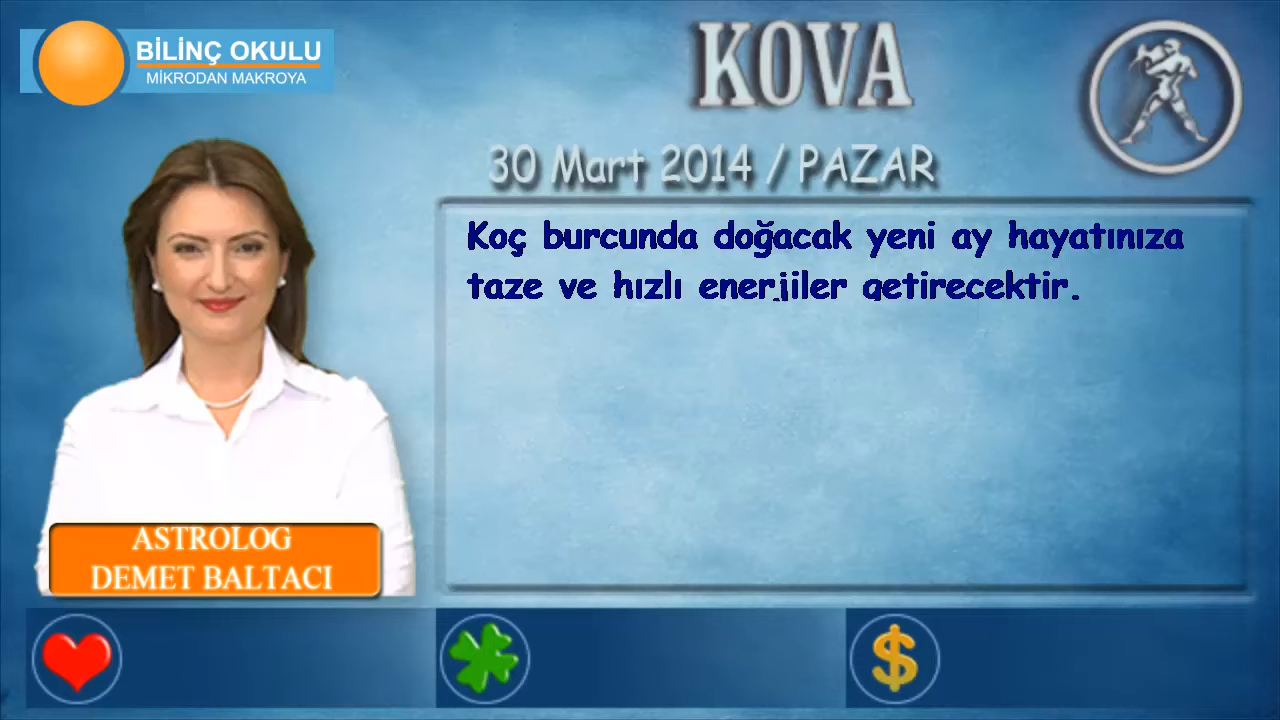 BİLİNÇ OKULU
MİKRODAN MAKROYA
KOVA
30 Mart 2014 / PAZAR
Koç burcunda doğacak yeni ay hayatınıza
taze ve hızlı enerjiler getirecektir.
ASTROLOG
DEMET BALTACI
$